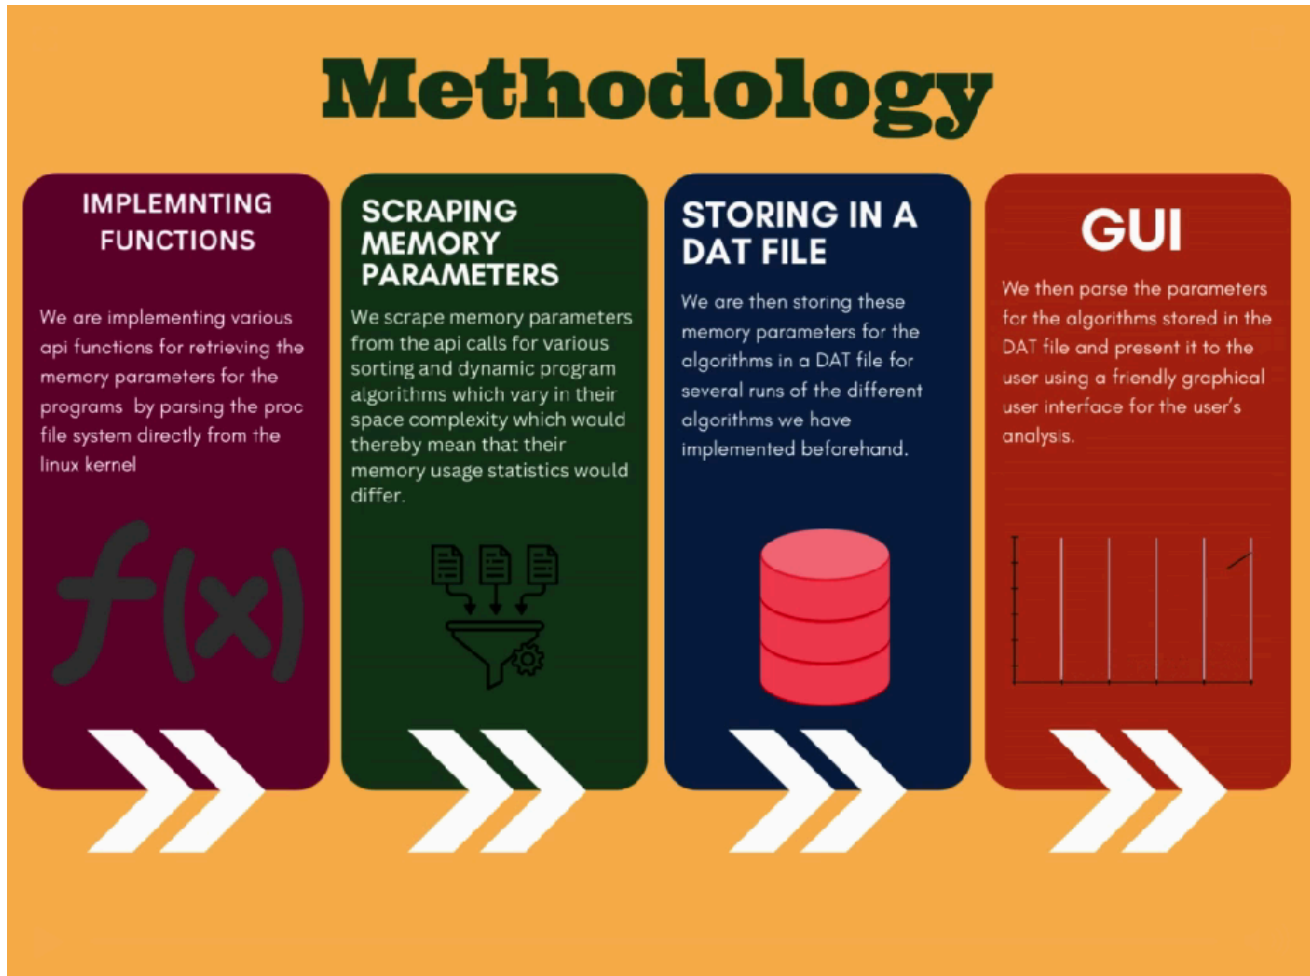 Methodology
IMPLEMNTING
FUNCTIONS
We are implementing various
api functions for retrieving the
memory parameters for the
programs by parsing the proc
file system directly from the
linux kernel
f(x)
SCRAPING
MEMORY
PARAMETERS
We scrape memory parameters
from the api calls for various
sorting and dynamic program
algorithms which vary in their
space complexity which would
thereby mean that their
memory usage statistics would
differ.
STORING IN A
DAT FILE
We are then storing these
memory parameters for the
algorithms in a DAT file for
several runs of the different
algorithms we have
implemented beforehand.
GUI
We then parse the parameters
for the algorithms stored in the
DAT file and present it to the
user using a friendly graphical
user interface for the user's
analysis.